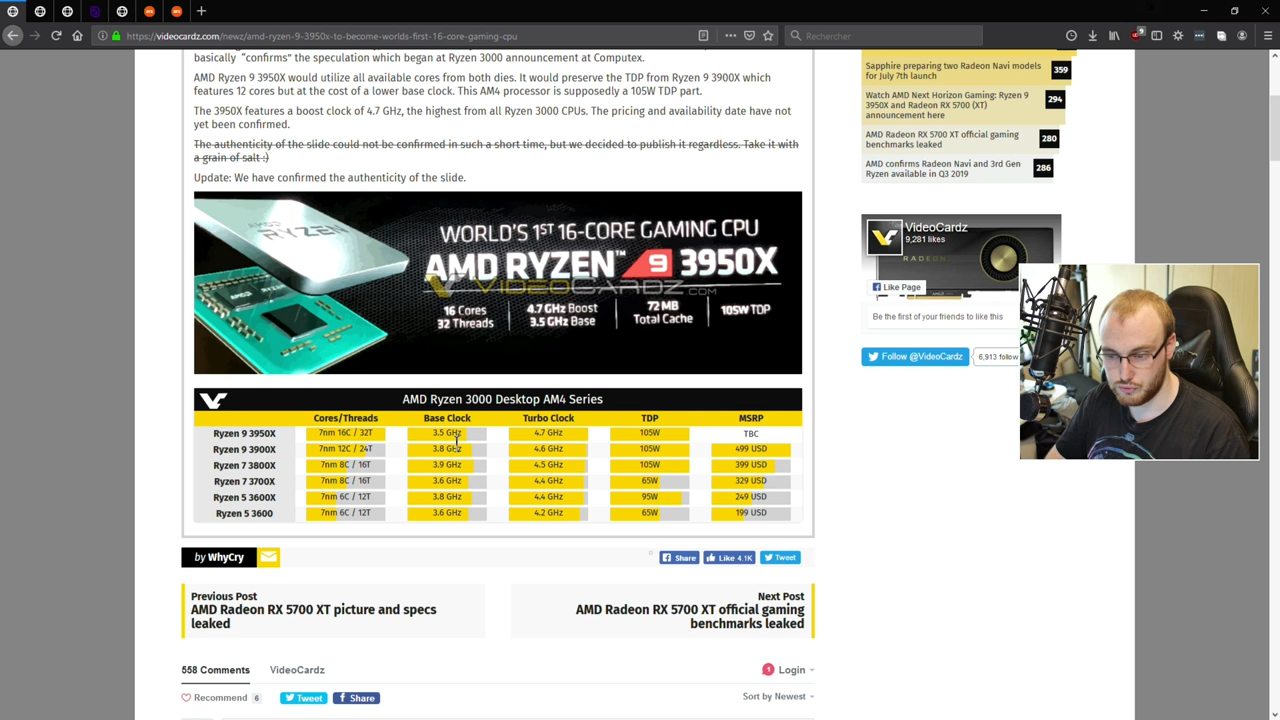 https://videocardz.com/newz/amd-ryzen-9-3950x-to-become-worlds-first-16-core-gaming-cpu
Rechercher
basically "confirms" the speculation which began at Ryzen 3000 announcement at Computex.
AMD Ryzen 9 3950X would utilize all available cores from both dies. It would preserve the TDP from Ryzen 9 3900X which
features 12 cores but at the cost of a lower base clock. This AM4 processor is supposedly a 105W TDP part.
The 3950X features a boost clock of 4.7 GHz, the highest from all Ryzen 3000 CPUs. The pricing and availability date have not
yet been confirmed.
The authenticity of the slide could not be confirmed in such a short time, but we decided to publish it regardless. Take it with
a grain of salt :)
Update: We have confirmed the authenticity of the slide.
AMD RYZEN
WORLD'S 1ST 16-CORE GAMING CPU
AMD RYZEN™ 9 3950X
VIDEOCARDZ.COM
16 Cores
32 Threads
4.7 GHz Boost
3.5 GHz Base
72 MB
Total Cache
105W TDP
AMD Ryzen 3000 Desktop AM4 Series
Cores/Threads Base Clock Turbo Clock TDP MSRP
Ryzen 9 3950X 7nm 16C / 32T 3.5 GHz 4.7 GHz 105W TBC
Ryzen 9 3900X 7nm 12C / 24T 3.8 GHz 4.6 GHz 105W 499 USD
Ryzen 7 3800X 7nm 8C / 16T 3.9 GHz 4.5 GHz 105W 399 USD
Ryzen 7 3700X 7nm 8C / 16T 3.6 GHz 4.4 GHz 65W 329 USD
Ryzen 5 3600X 7nm 6C / 12T 3.8 GHz 4.4 GHz 95W 249 USD
Ryzen 5 3600 7nm 6C / 12T 3.6 GHz 4.2 GHz 65W 199 USD
by WhyCry
Share
Like 4.1K
Tweet
Previous Post
AMD Radeon RX 5700 XT picture and specs
leaked
Next Post
AMD Radeon RX 5700 XT official gaming
benchmarks leaked
558 Comments
VideoCardz
1
Login
Recommend 6
Tweet
Share
Sort by Newest
Sapphire preparing two Radeon Navi models
for July 7th launch
359
Watch AMD Next Horizon Gaming: Ryzen 9
3950X and Radeon RX 5700 (XT)
announcement here
294
AMD Radeon RX 5700 XT official gaming
benchmarks leaked
280
AMD confirms Radeon Navi and 3rd Gen
Ryzen available in Q3 2019
286
VideoCardz
9,281 likes
RADEON
Like Page
Be the first of your friends to like this
Follow @VideoCardz
6,913 follow